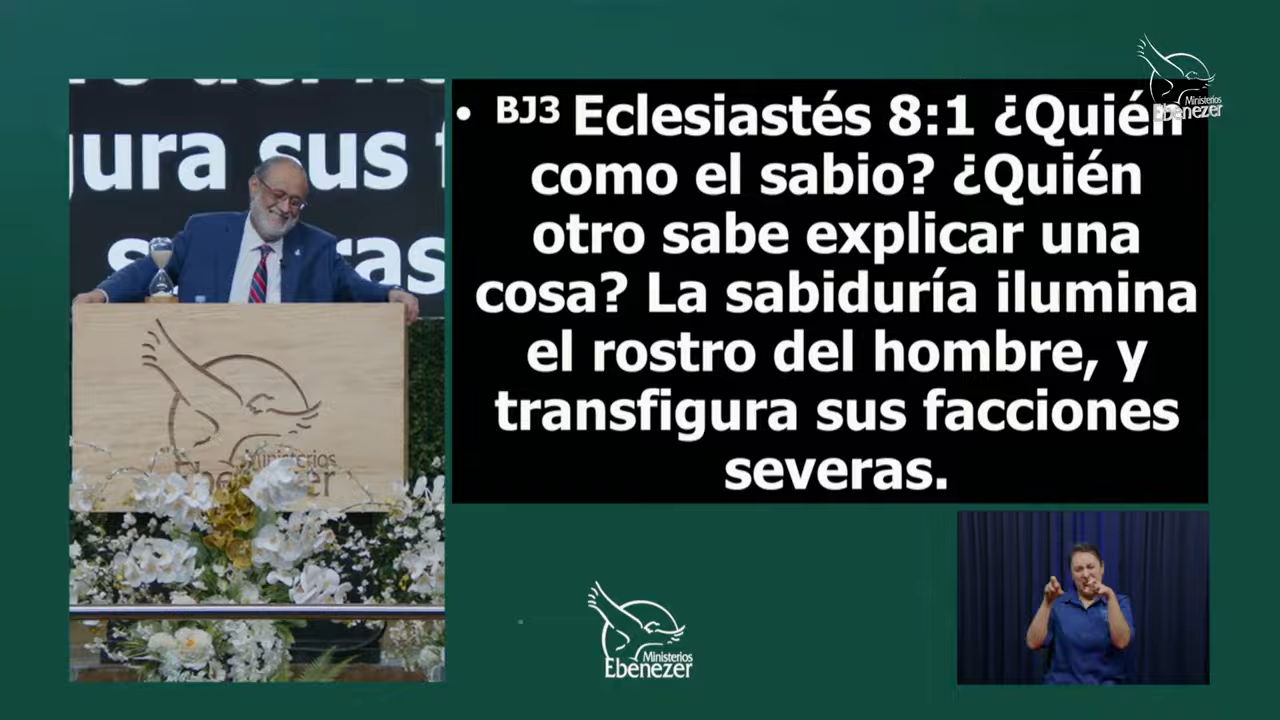 gura sus f
• BJ3 Eclesiastés 8:1 ¿Quién
como el sabio? ¿Quién
otro sabe explicar una
cosa? La sabiduría ilumina
el rostro del hombre, y
transfigura sus facciones
severas.
Ministerios
Ebenezer
Ministerios
Ebenezer
Ministerios
Ebenezer